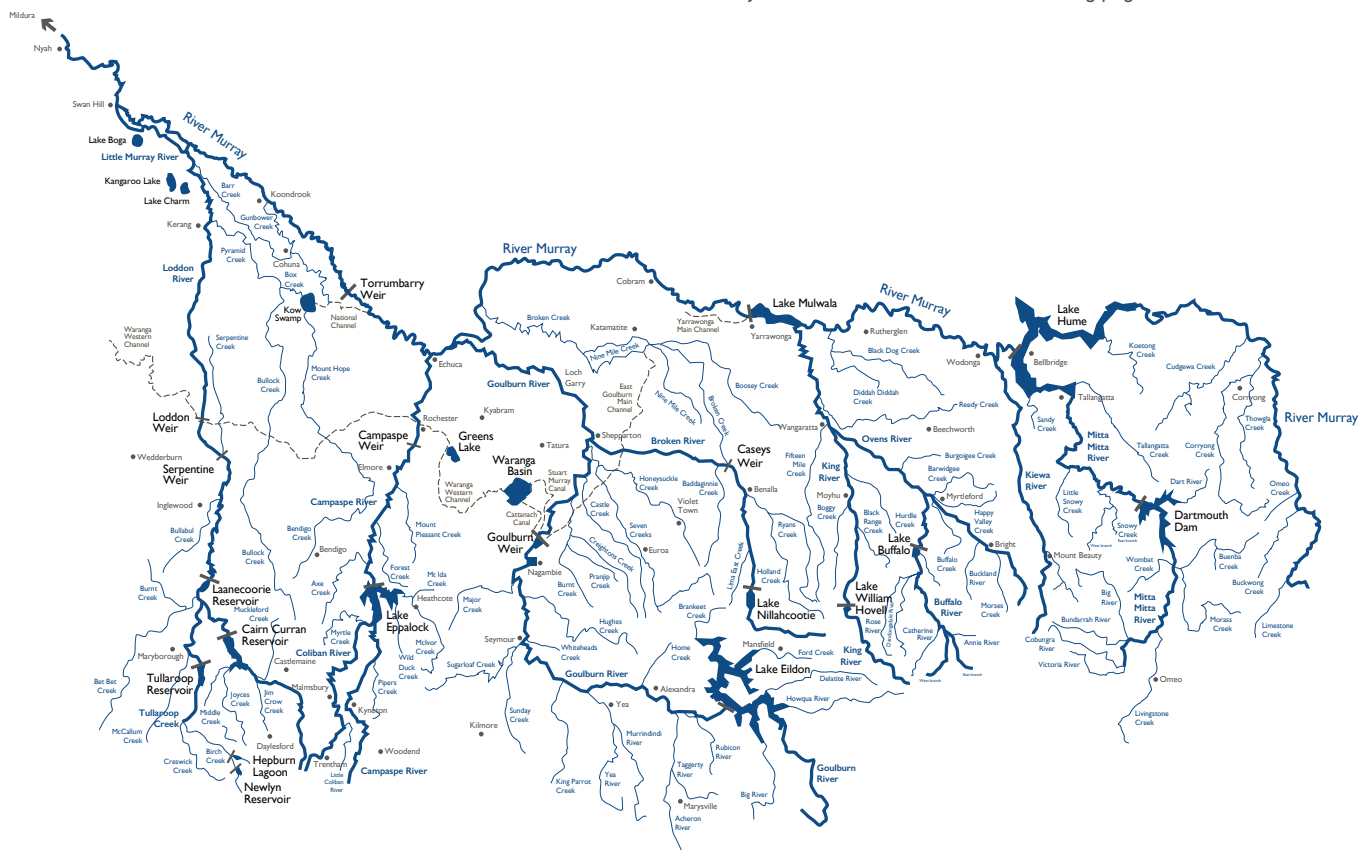 Mildura
Nyah
Swan Hill
River Murray
Lake Boga
Little Murray River
Kangaroo Lake
Lake Charm
Barr
Creek
Koondrook
Gunbower
Creek
Kerang
Pyramid
Creek
Cohuna
Box
Creek
Loddon
River
Torrumbarry
Weir
Kow
Swamp
National
Channel
River Murray
Cobram
Lake Mulwala
River Murray
Lake
Hume
Waranga
Western
Channel
Serpentine
Creek
Broken Creek
Katamatite
Yarrawonga
Main Channel
Yarrawonga
Rutherglen
Black Dog Creek
Wodonga
Bellbridge
Koetong
Creek
Cudgewa Creek
Nine Mile Creek
Echuca
Mount Hope
Creek
Bullock
Creek
Goulburn River
Loch
Garry
East
Goulburn
Main
Channel
Boosey Creek
Nine Mile Creek
Broken Creek
Diddah Diddah
Creek
Reedy Creek
Tallangatta
Corryong
Thowgla
Creek
River Murray
Loddon
Weir
Rochester
Kyabram
Campaspe
Weir
Greens
Lake
Tatura
Shepparton
Broken River
Wangaratta
Ovens River
Beechworth
Sandy
Creek
Mitta
Mitta
River
Tallangatta
Creek
Corryong
Creek
Wedderburn
Serpentine
Weir
Elmore
Waranga
Basin
Stuart
Murray
Canal
Caseys
Weir
Fifteen
Mile
Creek
King
River
Burgoigee Creek
Barwidgee
Creek
Kiewa
River
Dart River
Omeo
Creek
Inglewood
Campaspe River
Waranga
Western
Channel
Cattanach
Canal
Castle
Creek
Honeysuckle
Creek
Baddaginnie
Creek
Violet
Town
Benalla
Moyhu
Boggy
Creek
Myrtleford
Little
Snowy
Creek
Dartmouth
Dam
Bullabul
Creek
Bendigo
Creek
Mount
Pleasant Creek
Goulburn
Weir
Seven
Creeks
Creightons Creek
Ryans
Creek
Black
Range
Creek
Hurdle
Creek
Happy
Valley
Creek
Snowy
Creek
Bullock
Creek
Bendigo
Euroa
Lake
Buffalo
Bright
West branch
East branch
Mount Beauty
Wombat
Creek
Buenba
Creek
Burnt
Creek
Laanecoorie
Reservoir
Axe
Creek
Forest
Creek
Mt Ida
Creek
Nagambie
Burnt
Creek
Pranjip
Creek
Lima East Creek
Holland
Creek
Buffalo
Creek
Buckland
River
Buckwong
Creek
Muckleford
Creek
Heathcote
Major
Creek
Brankeet
Creek
Lake
Nillahcootie
Lake
William
Hovell
Buffalo
River
Morses
Creek
Big
River
Mitta
Mitta
River
Cairn Curran
Reservoir
Myrtle
Creek
Lake
Eppalock
Hughes
Creek
Rose
River
Dandongadale River
Catherine
River
Annie River
Bundarrah River
Morass
Creek
Limestone
Creek
Maryborough
Castlemaine
Coliban River
McIvor
Creek
Seymour
Whiteheads
Creek
Home
Creek
Mansfield
Ford Creek
King
River
Cobungra
River
Victoria River
Tullaroop
Reservoir
Wild
Duck
Creek
Sugarloaf Creek
Goulburn River
Lake Eildon
Delatite River
West branch
East branch
Bet Bet
Creek
Malmsbury
Pipers
Creek
Alexandra
Howqua River
Omeo
Joyces
Creek
Jim
Crow
Creek
Tullaroop
Creek
Middle
Creek
Kyneton
Sunday
Creek
Yea
Livingstone
Creek
McCallum
Creek
Daylesford
Kilmore
Murrindindi
River
Creswick
Creek
Birch
Creek
Woodend
Rubicon
River
Hepburn
Lagoon
Trentham
Campaspe River
Taggerty
River
Goulburn
River
Newlyn
Reservoir
Little
Coliban
River
King Parrot
Creek
Yea
River
Big River
Marysville
Acheron
River